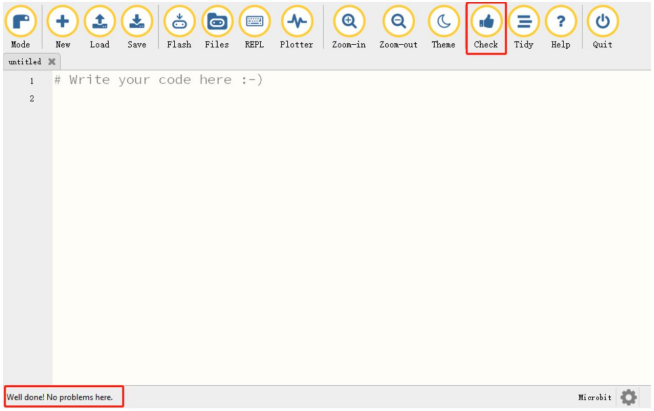 Mode New Load Save Flash Files REPL Plotter Zoom-in Zoom-out Theme Check Tidy Help Quit
untitled
1 # Write your code here :-)
2
Well done! No problems here. Microbit